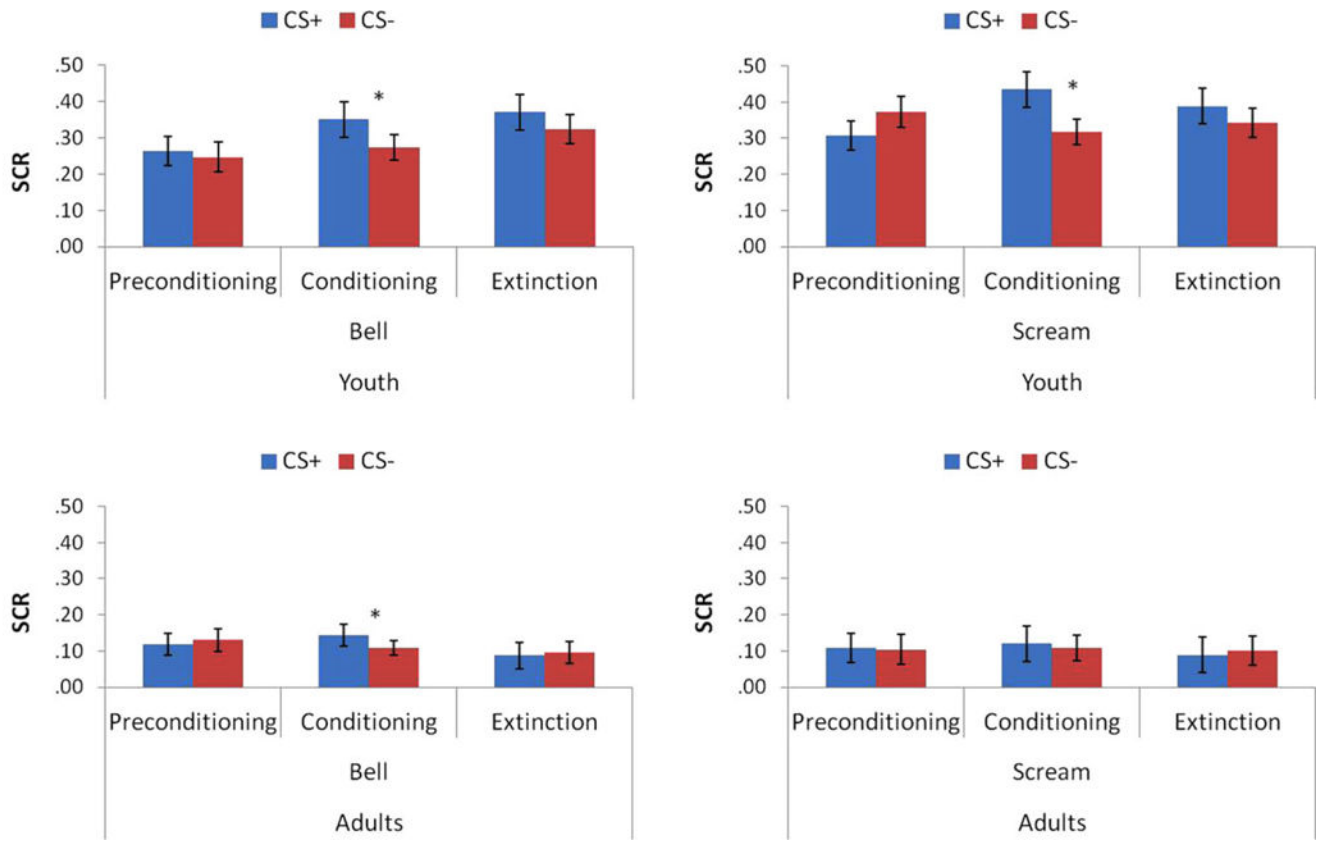 CS+ CS-
.50
.40
.30
.20
.10
.00
SCR
*
Preconditioning Conditioning Extinction
Bell
Youth
CS+ CS-
.50
.40
.30
.20
.10
.00
SCR
*
Preconditioning Conditioning Extinction
Scream
Youth
CS+ CS-
.50
.40
.30
.20
.10
.00
SCR
*
Preconditioning Conditioning Extinction
Bell
Adults
CS+ CS-
.50
.40
.30
.20
.10
.00
SCR
Preconditioning Conditioning Extinction
Scream
Adults